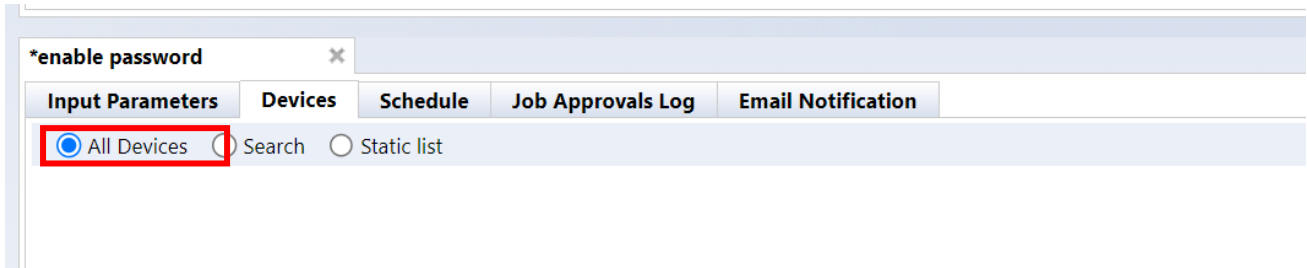 *enable password
Input Parameters Devices Schedule Job Approvals Log Email Notification
All Devices Search Static list